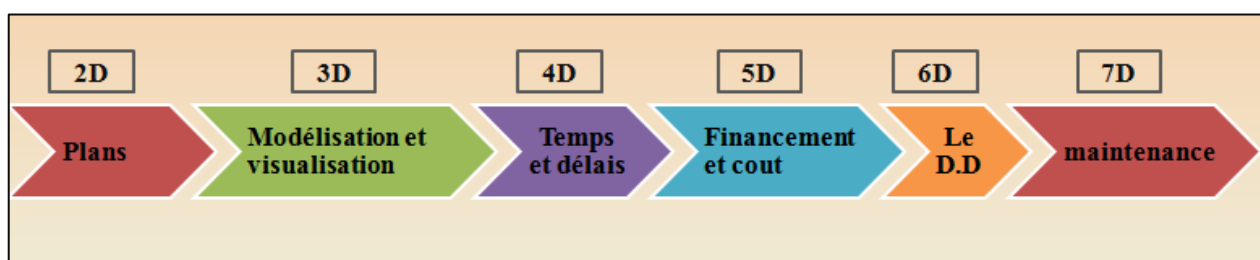 2D
3D
4D
5D
6D
7D
Plans
Modélisation et
visualisation
Temps
et délais
Financement
et cout
Le
D.D
maintenance